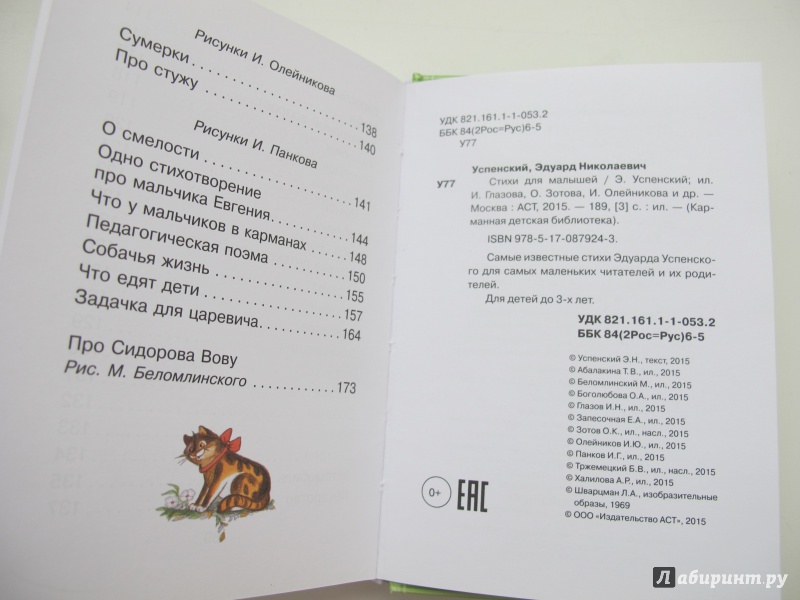 Рисунки И. Олейникова
Сумерки . . . . . . . . . . . . . . . . 138
Про стужу . . . . . . . . . . . . . . . 140
Рисунки И. Панкова
О смелости . . . . . . . . . . . . . . . 141
Одно стихотворение
про мальчика Евгения. . . . . . . . 144
Что у мальчиков в карманах . . . . 148
Педагогическая поэма . . . . . . . . 150
Собачья жизнь . . . . . . . . . . . . . 155
Что едят дети . . . . . . . . . . . . . 157
Задачка для царевича. . . . . . . . . 164
Про Сидорова Вову
Рис. М. Беломлинского . . . . . . . . . . . . 173
УДК 821.161.1-1-053.2
ББК 84(2Рос=Рус)6-5
У77
Успенский, Эдуард Николаевич
У77 Стихи для малышей / Э. Успенский; ил.
И. Глазова, О. Зотова, И. Олейникова и др. —
Москва : АСТ, 2015. — 189, [3] с. : ил. — (Кар-
манная детская библиотека).
ISBN 978-5-17-087924-3.
Самые известные стихи Эдуарда Успенско-
го для самых маленьких читателей и их роди-
телей.
Для детей до 3-х лет.
УДК 821.161.1-1-053.2
ББК 84(2Рос=Рус)6-5
© Успенский Э.Н., текст, 2015
© Абалакина Т.В., ил., 2015
© Беломлинский М., ил., 2015
© Боголюбова О.А., ил., 2015
© Глазов И.Н., ил., 2015
© Запесочная Е.А., ил., 2015
© Зотов О.К., ил., насл., 2015
© Олейников И.Ю., ил., 2015
© Панков И.Г., ил., 2015
© Тржемецкий Б.В., ил., насл., 2015
© Халилова А.Р., ил., 2015
© Шварцман Л.А., изобразительные
образы, 1969
© ООО «Издательство АСТ», 2015
0+
EAC
Лабиринт.ру